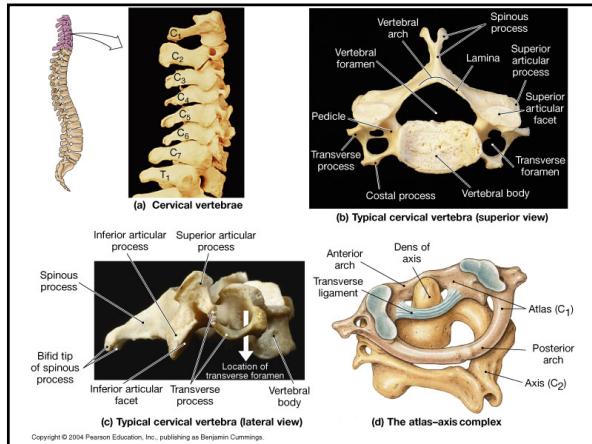 C1
C2
C3
C4
C5
C6
C7
T1
(a) Cervical vertebrae
Spinous
process
Vertebral
arch
Vertebral
foramen
Lamina
Superior
articular
process
Superior
articular
facet
Pedicle
Transverse
process
Transverse
foramen
Costal process
Vertebral body
(b) Typical cervical vertebra (superior view)
Inferior articular
process
Superior articular
process
Spinous
process
Bifid tip
of spinous
process
Inferior articular
facet
Transverse
process
Location of
transverse foramen
Vertebral
body
(c) Typical cervical vertebra (lateral view)
Dens of
axis
Anterior
arch
Transverse
ligament
Atlas (C1)
Posterior
arch
Axis (C2)
(d) The atlas–axis complex
Copyright © 2004 Pearson Education, Inc., publishing as Benjamin Cummings.